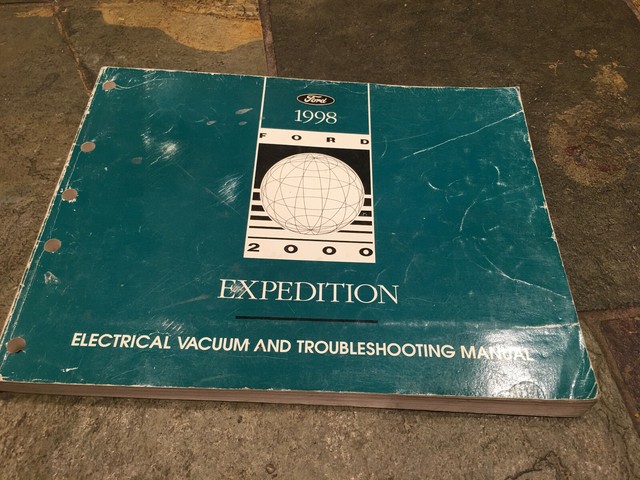 Ford
1998
FORD
2000
EXPEDITION
ELECTRICAL VACUUM AND TROUBLESHOOTING MANUAL